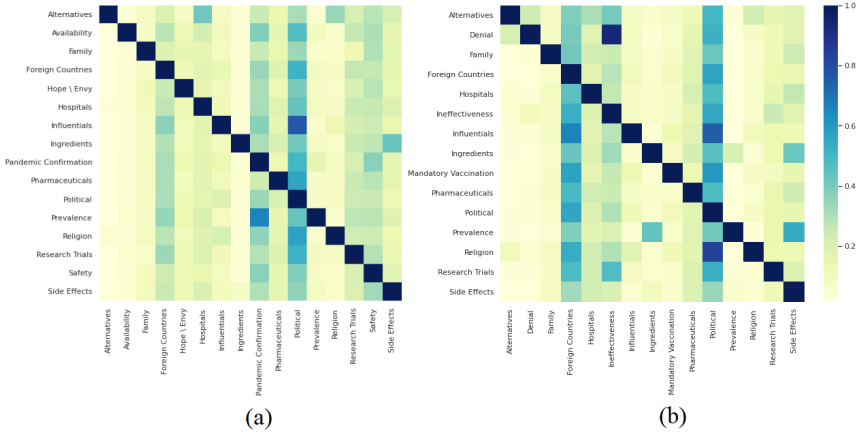 Alternatives
Availability
Family
Foreign Countries
Hope \ Envy
Hospitals
Influentials
Ingredients
Pandemic Confirmation
Pharmaceuticals
Political
Prevalence
Religion
Research Trials
Safety
Side Effects
Alternatives
Availability
Family
Foreign Countries
Hope \ Envy
Hospitals
Influentials
Ingredients
Pandemic Confirmation
Pharmaceuticals
Political
Prevalence
Religion
Research Trials
Safety
Side Effects
(a)
Alternatives
Denial
Family
Foreign Countries
Hospitals
Ineffectiveness
Influentials
Ingredients
Mandatory Vaccination
Pharmaceuticals
Political
Prevalence
Religion
Research Trials
Side Effects
Alternatives
Denial
Family
Foreign Countries
Hospitals
Ineffectiveness
Influentials
Ingredients
Mandatory Vaccination
Pharmaceuticals
Political
Prevalence
Religion
Research Trials
Side Effects
(b)
1.0
0.8
0.6
0.4
0.2